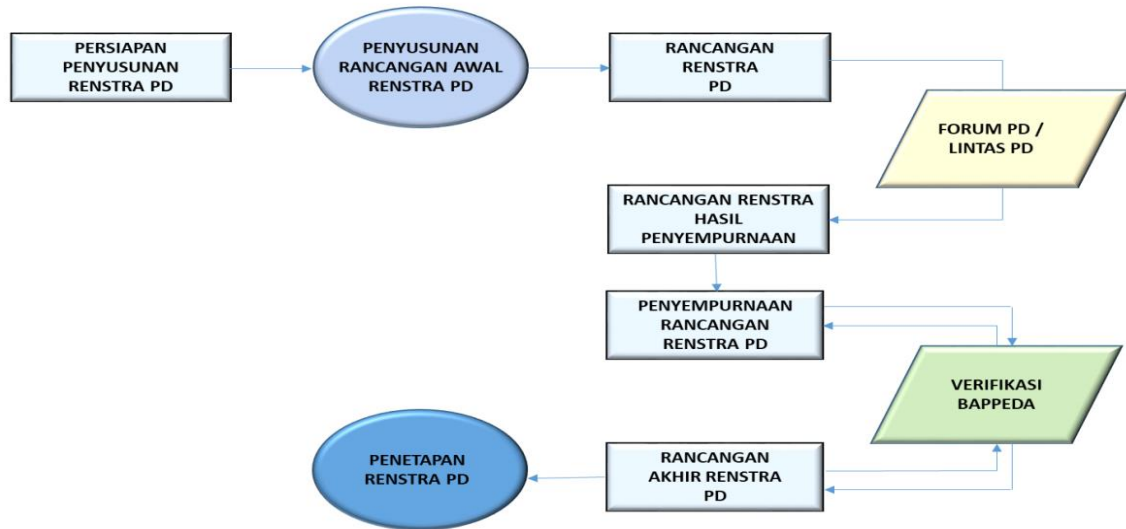 PERSIAPAN
PENYUSUNAN
RENSTRA PD
PENYUSUNAN
RANCANGAN AWAL
RENSTRA PD
RANCANGAN
RENSTRA
PD
FORUM PD /
LINTAS PD
RANCANGAN RENSTRA
HASIL
PENYEMPURNAAN
PENYEMPURNAAN
RANCANGAN
RENSTRA PD
VERIFIKASI
BAPPEDA
RANCANGAN
AKHIR RENSTRA
PD
PENETAPAN
RENSTRA PD